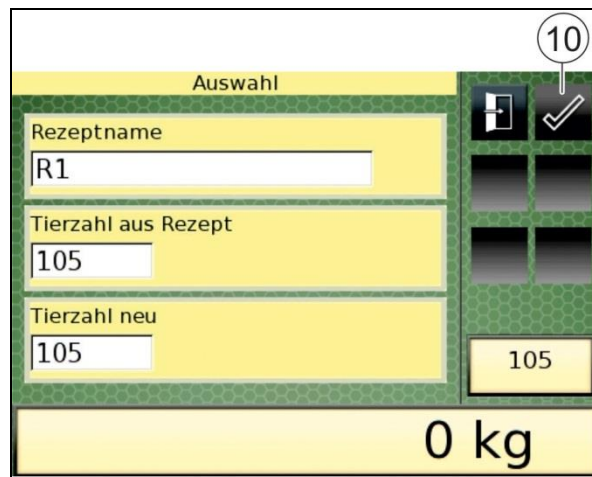 10
Auswahl
Rezeptname
R1
Tierzahl aus Rezept
105
Tierzahl neu
105
105
0 kg